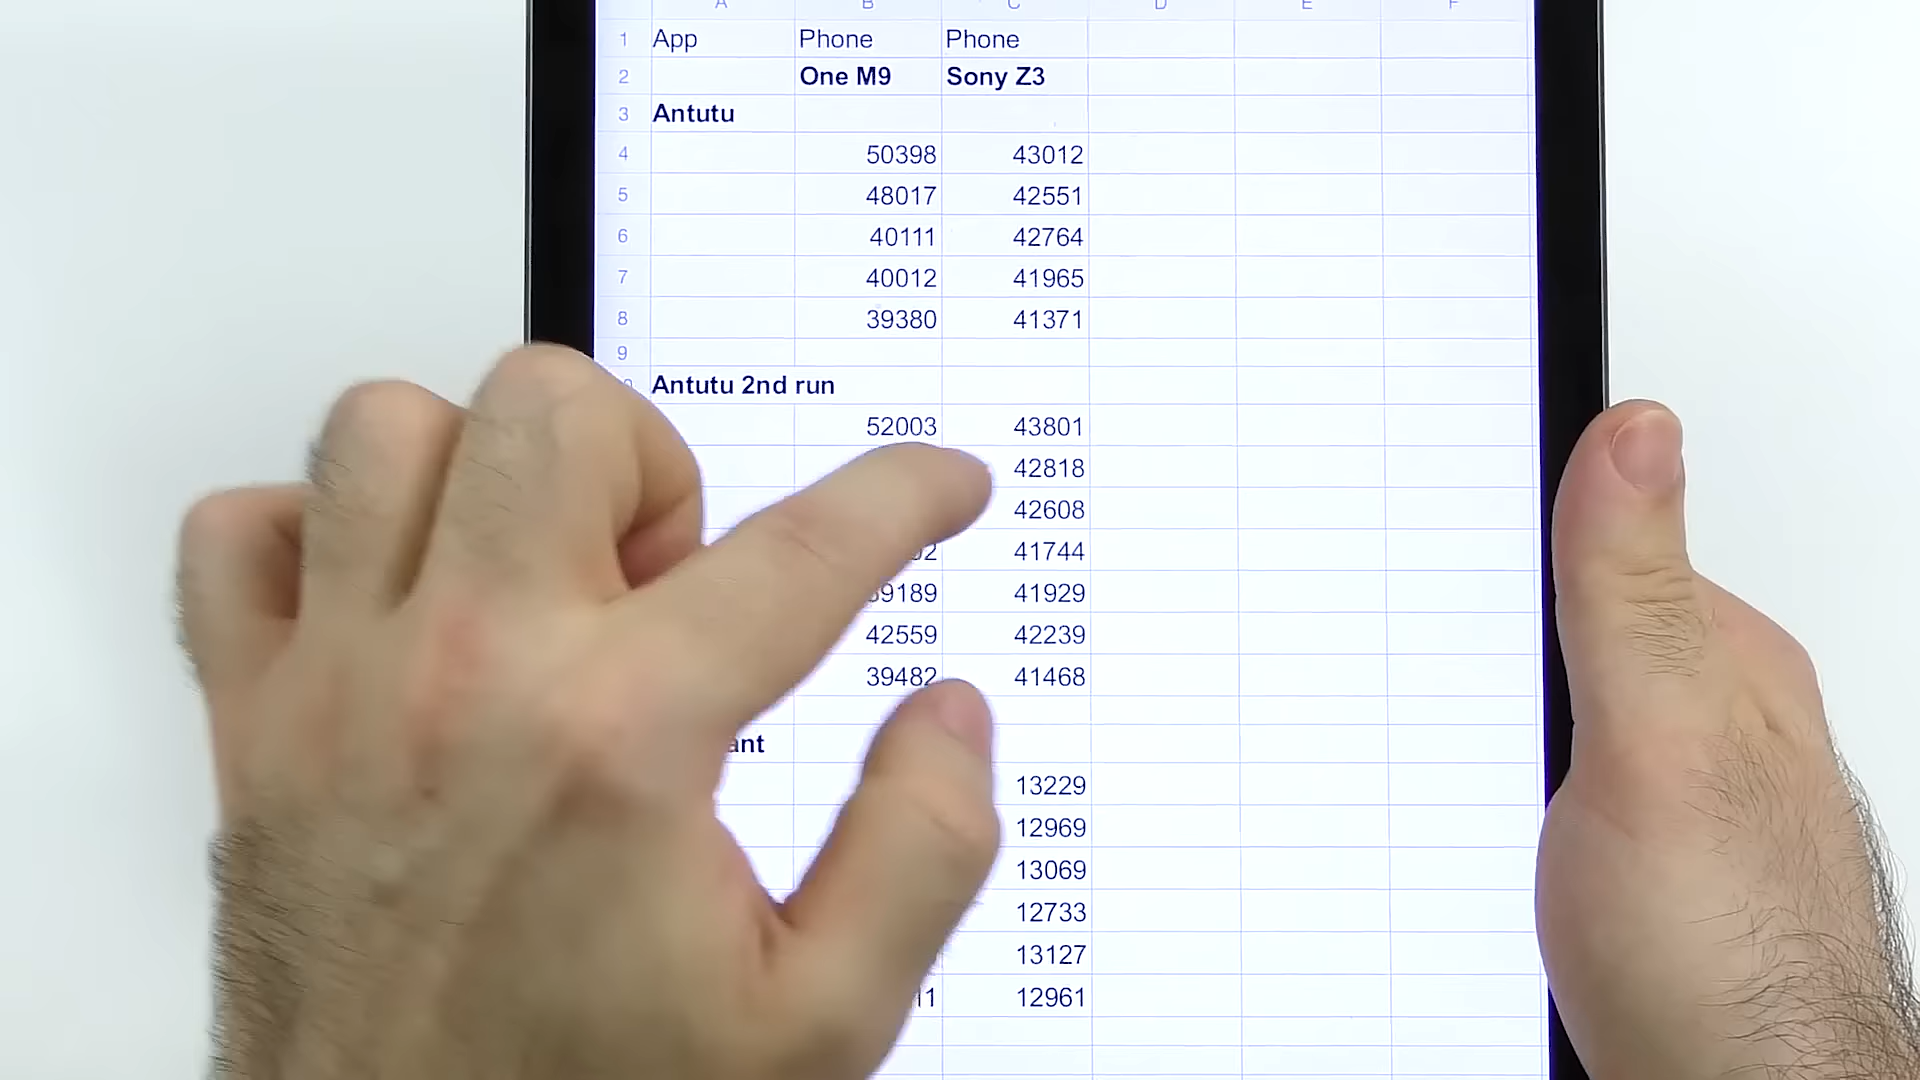 A B C D E F
1 App Phone Phone
2 One M9 Sony Z3
3 Antutu
4 50398 43012
5 48017 42551
6 40111 42764
7 40012 41965
8 39380 41371
9
Antutu 2nd run
52003 43801
42818
42608
41744
41929
42559 42239
39482 41468
13229
12969
13069
12733
13127
12961